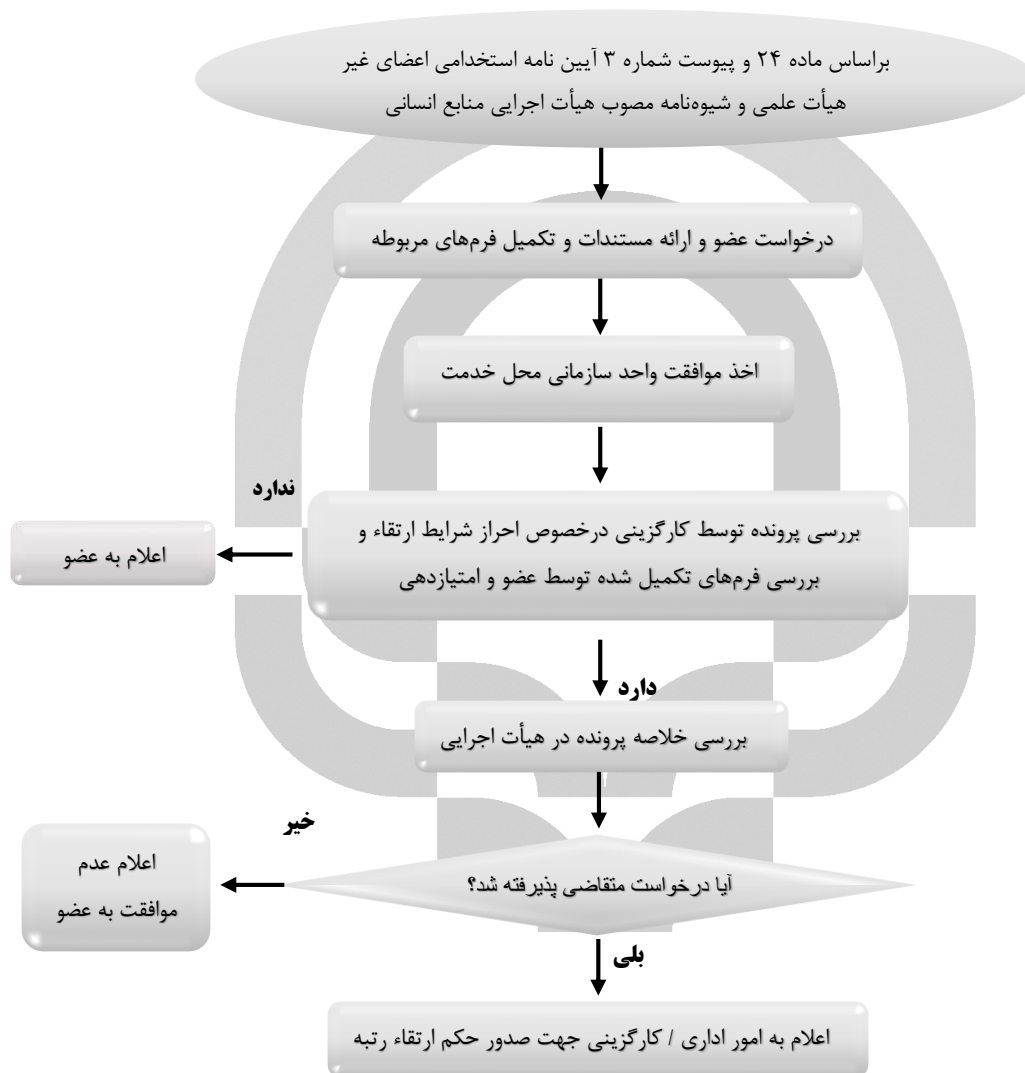 براساس ماده ۲۴ و پیوست شماره ۳ آیین نامه استخدامی اعضای غیر
هیأت علمی و شیوه‌نامه مصوب هیأت اجرایی منابع انسانی
درخواست عضو و ارائه مستندات و تکمیل فرم‌های مربوطه
اخذ موافقت واحد سازمانی محل خدمت
ندارد
بررسی پرونده توسط کارگزینی درخصوص احراز شرایط ارتقاء و
بررسی فرم‌های تکمیل شده توسط عضو و امتیازدهی
اعلام به عضو
دارد
بررسی خلاصه پرونده در هیأت اجرایی
خیر
آیا درخواست متقاضی پذیرفته شد؟
اعلام عدم
موافقت به عضو
بلی
اعلام به امور اداری / کارگزینی جهت صدور حکم ارتقاء رتبه